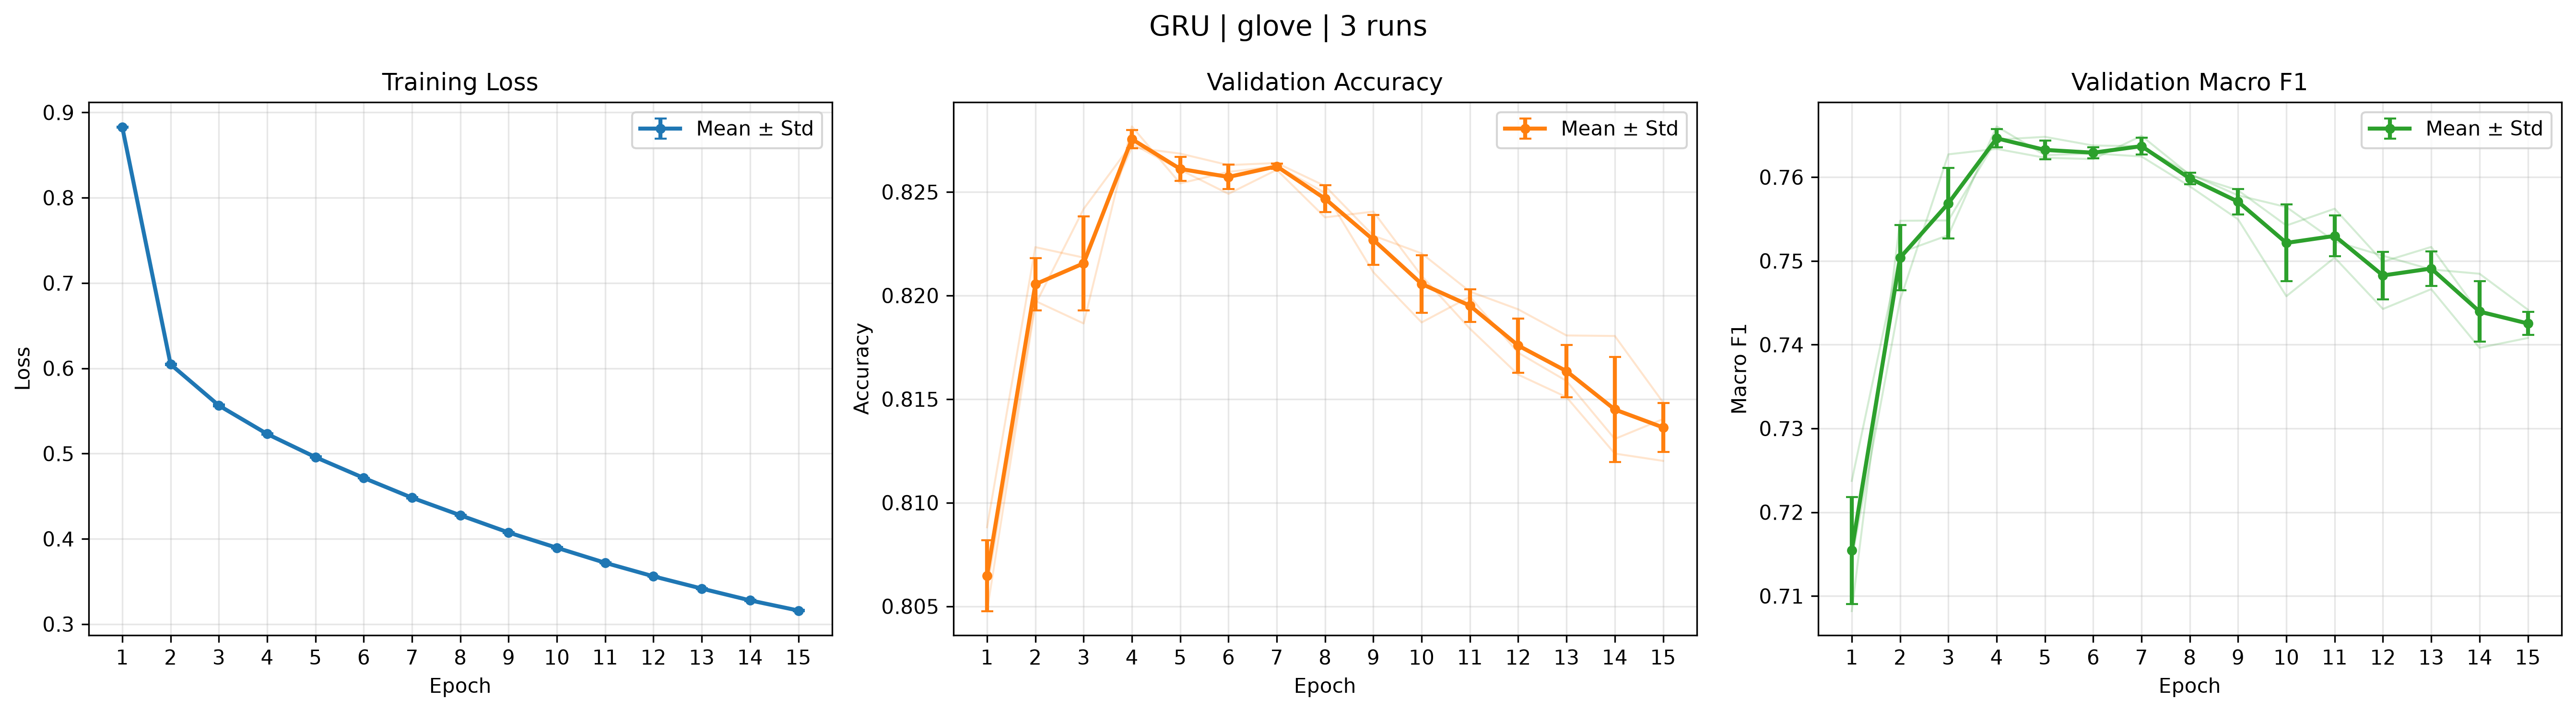 GRU | glove | 3 runs
Training Loss
Mean ± Std
0.9
0.8
0.7
0.6
0.5
0.4
0.3
Loss
1 2 3 4 5 6 7 8 9 10 11 12 13 14 15
Epoch
Validation Accuracy
Mean ± Std
0.825
0.820
0.815
0.810
0.805
Accuracy
1 2 3 4 5 6 7 8 9 10 11 12 13 14 15
Epoch
Validation Macro F1
Mean ± Std
0.76
0.75
0.74
0.73
0.72
0.71
Macro F1
1 2 3 4 5 6 7 8 9 10 11 12 13 14 15
Epoch